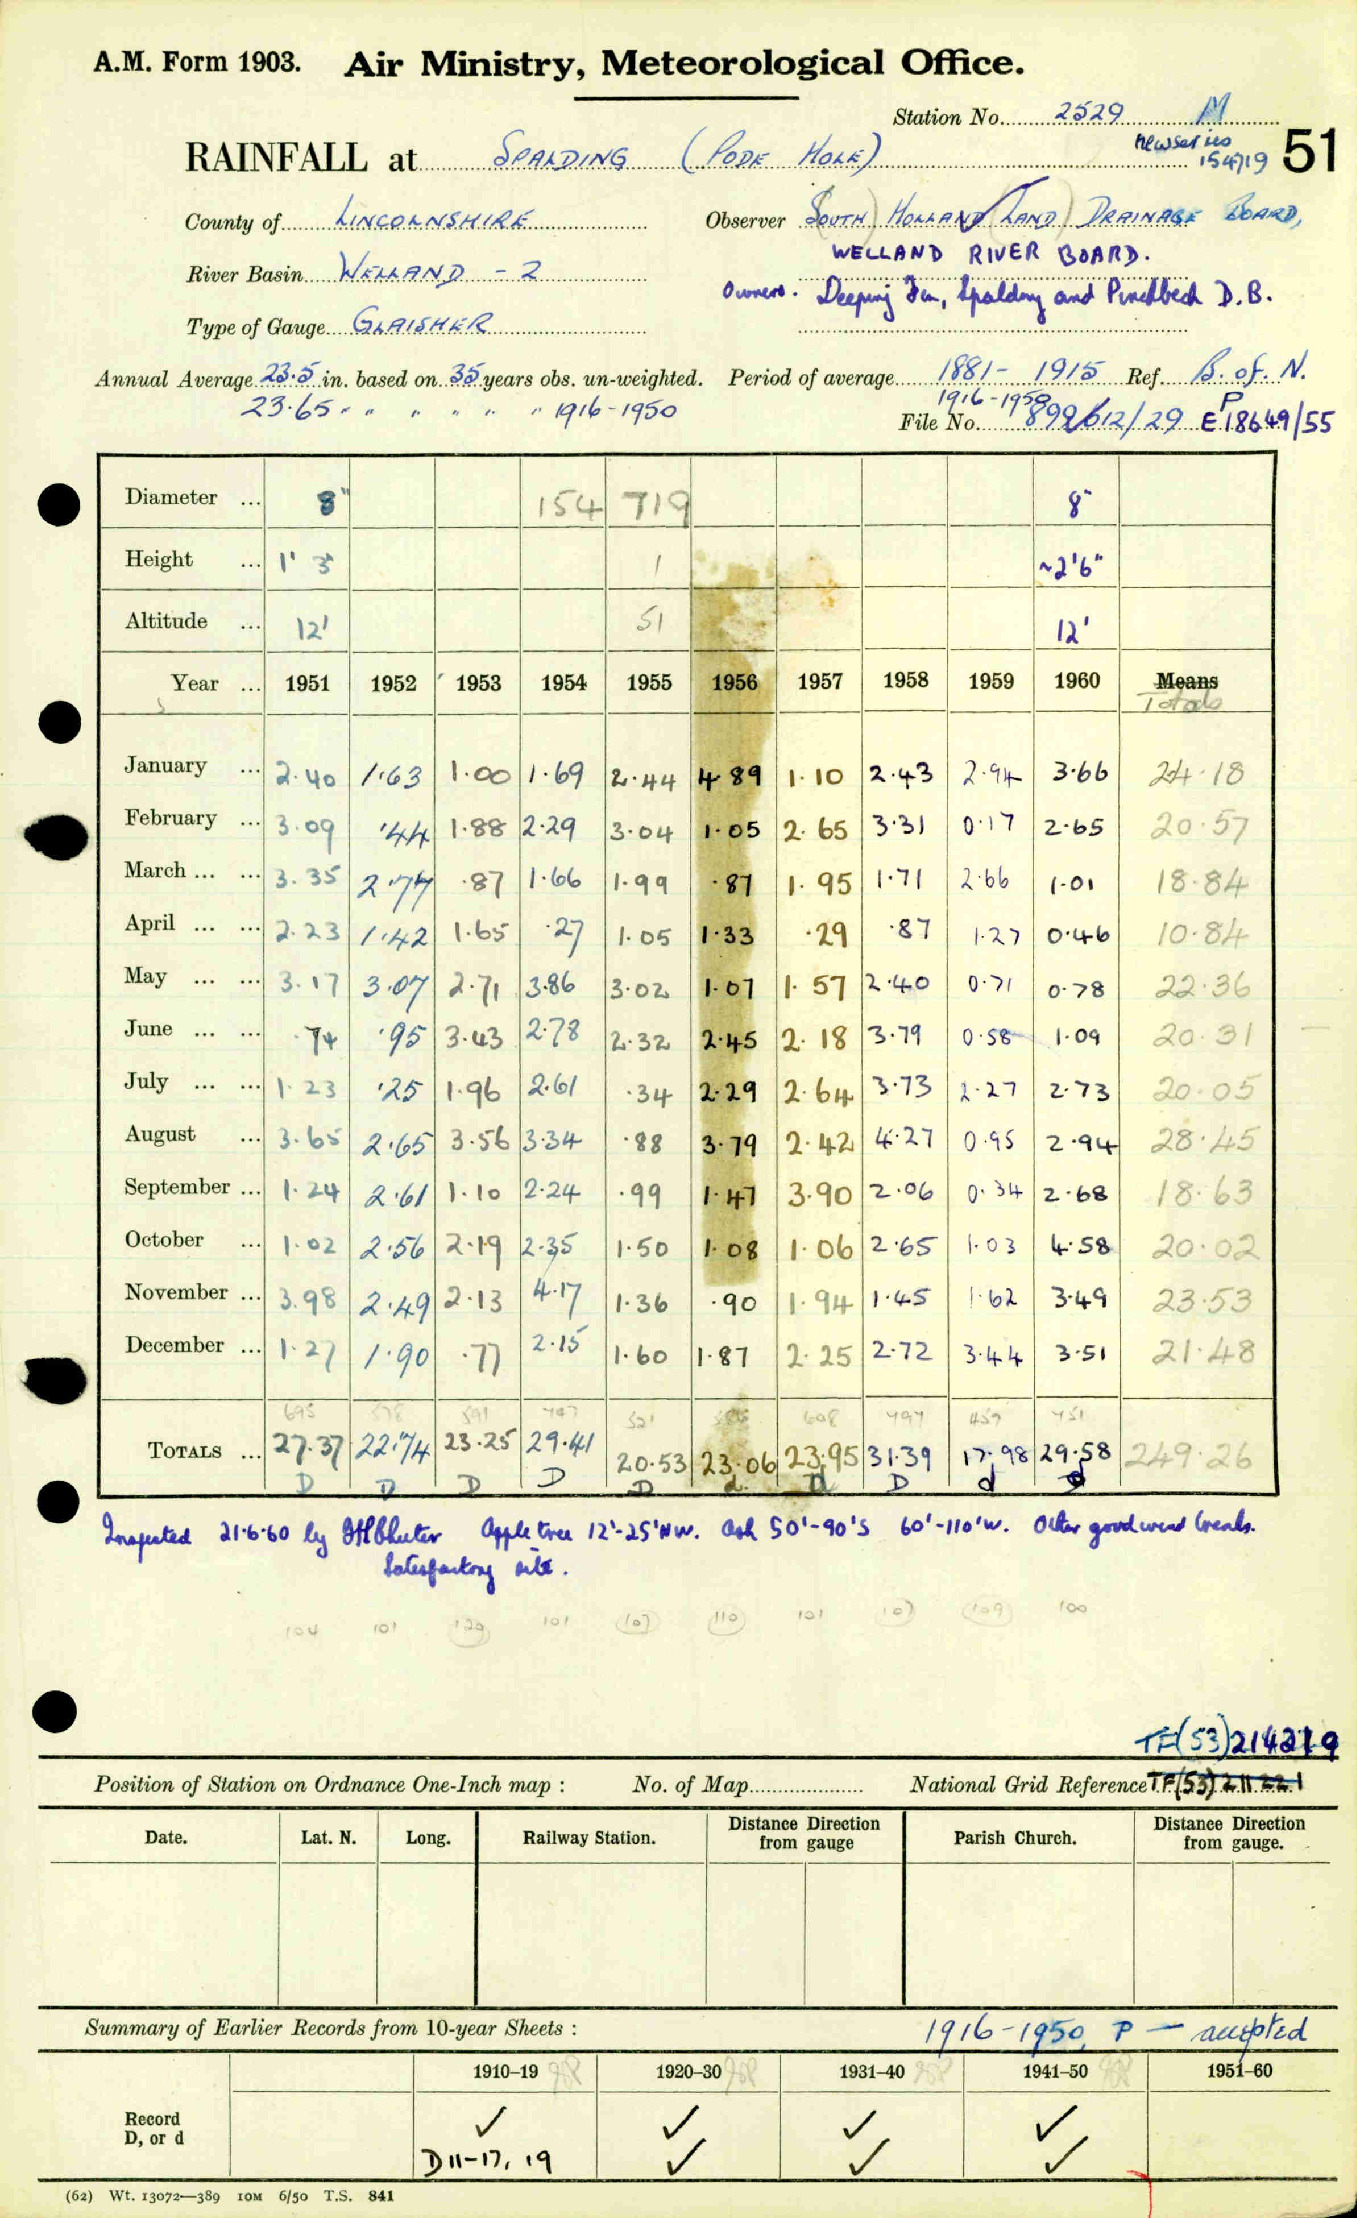 A.M. Form 1903. Air Ministry, Meteorological Office.
Station No. 2529 M
RAINFALL at SPALDING (PODE HOLE) New series 154719 51
County of LINCOLNSHIRE Observer (SOUTH) HOLLAND (LAND) DRAINAGE BOARD,
WELLAND RIVER BOARD.
River Basin WELLAND - 2
Owners. Deeping Fen, Spalding and Pinchbeck D.B.
Type of Gauge GLAISHER
Annual Average 23.5 in. based on 35 years obs. un-weighted. Period of average 1881- 1915 Ref. B. of. N.
23.65 " " " " " " 1916-1950 1916-1950 P
File No. 899612/29 E 18649/55
Diameter ... 8" 154 719 8"
Height ... 1' 3" 1 ~2'6"
Altitude ... 12' 51 12'
Year ... 1951 1952 1953 1954 1955 1956 1957 1958 1959 1960 Means
Totals
January ... 2.40 1.63 1.00 1.69 2.44 4.89 1.10 2.43 2.94 3.66 24.18
February ... 3.09 .44 1.88 2.29 3.04 1.05 2.65 3.31 0.17 2.65 20.57
March ... ... 3.35 2.77 .87 1.66 1.99 .87 1.95 1.71 2.66 1.01 18.84
April ... ... 2.23 1.42 1.65 .27 1.05 1.33 .29 .87 1.27 0.46 10.84
May ... ... 3.17 3.07 2.71 3.86 3.02 1.07 1.57 2.40 0.71 0.78 22.36
June ... ... .74 .95 3.43 2.78 2.32 2.45 2.18 3.79 0.58 1.09 20.31
July ... ... 1.23 .25 1.96 2.61 .34 2.29 2.64 3.73 2.27 2.73 20.05
August ... 3.65 2.65 3.56 3.34 .88 3.79 2.42 4.27 0.95 2.94 28.45
September ... 1.24 2.61 1.10 2.24 .99 1.47 3.90 2.06 0.34 2.68 18.63
October ... 1.02 2.56 2.19 2.35 1.50 1.08 1.06 2.65 1.03 4.58 20.02
November ... 3.98 2.49 2.13 4.17 1.36 .90 1.94 1.45 1.62 3.49 23.53
December ... 1.27 1.90 .77 2.15 1.60 1.87 2.25 2.72 3.44 3.51 21.48
695 578 591 747 521 608 797 457 751
TOTALS ... 27.37 22.74 23.25 29.41 20.53 23.06 23.95 31.39 17.98 29.58 249.26
D D D D D d D D d d
Inspected 21.6.60 by Apple tree 12'-25'NW. Ash 50'-90'S 60'-110'W. Other good
Satisfactory site.
104 101 120 101 107 110 101 107 109 100
TF(53)214219
Position of Station on Ordnance One-Inch map : No. of Map National Grid Reference TF(53)211221
Date. Lat. N. Long. Railway Station. Distance Direction from gauge Parish Church. Distance Direction from gauge.
Summary of Earlier Records from 10-year Sheets : 1916-1950, P — accepted
1910–19 1920–30 1931–40 1941–50 1951–60
Record ✓ ✓ ✓ ✓
D, or d D 11-17, 19 ✓ ✓ ✓
(62) Wt. 13072—389 10M 6/50 T.S. 841